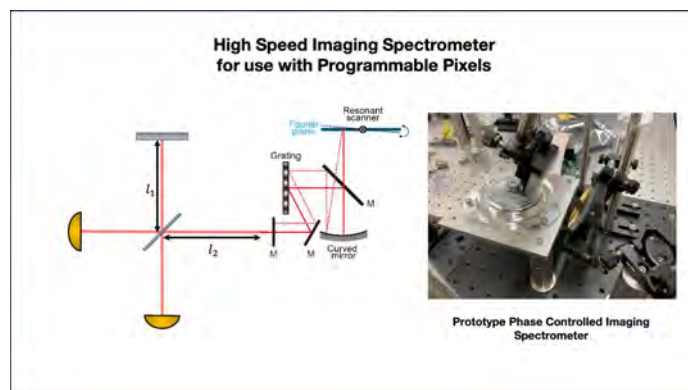 High Speed Imaging Spectrometer
for use with Programmable Pixels
Resonant
scanner
Fourier
plane
Grating
M
l1
l2
M
M
Curved
mirror
Prototype Phase Controlled Imaging
Spectrometer